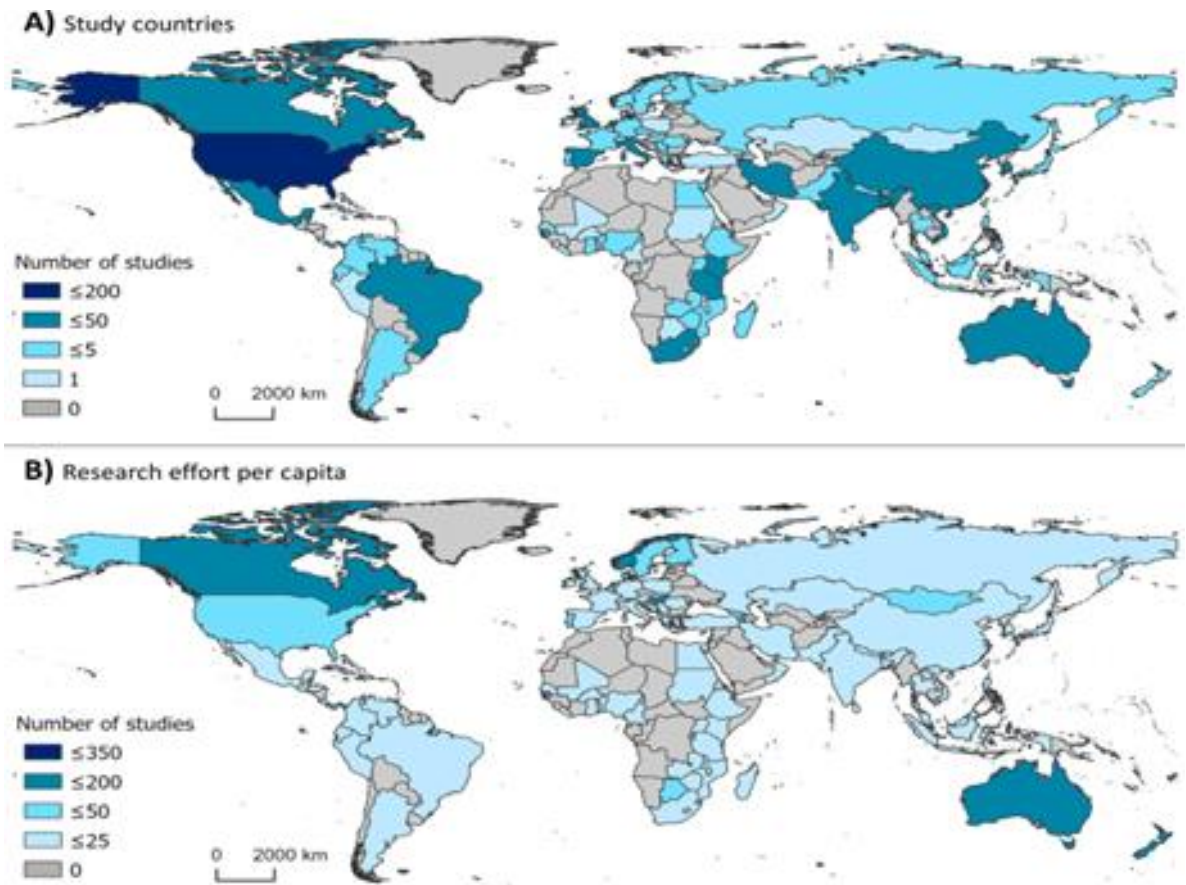 A) Study countries
Number of studies
≤200
≤50
≤5
1
0
0 2000 km
B) Research effort per capita
Number of studies
≤350
≤200
≤50
≤25
0
0 2000 km